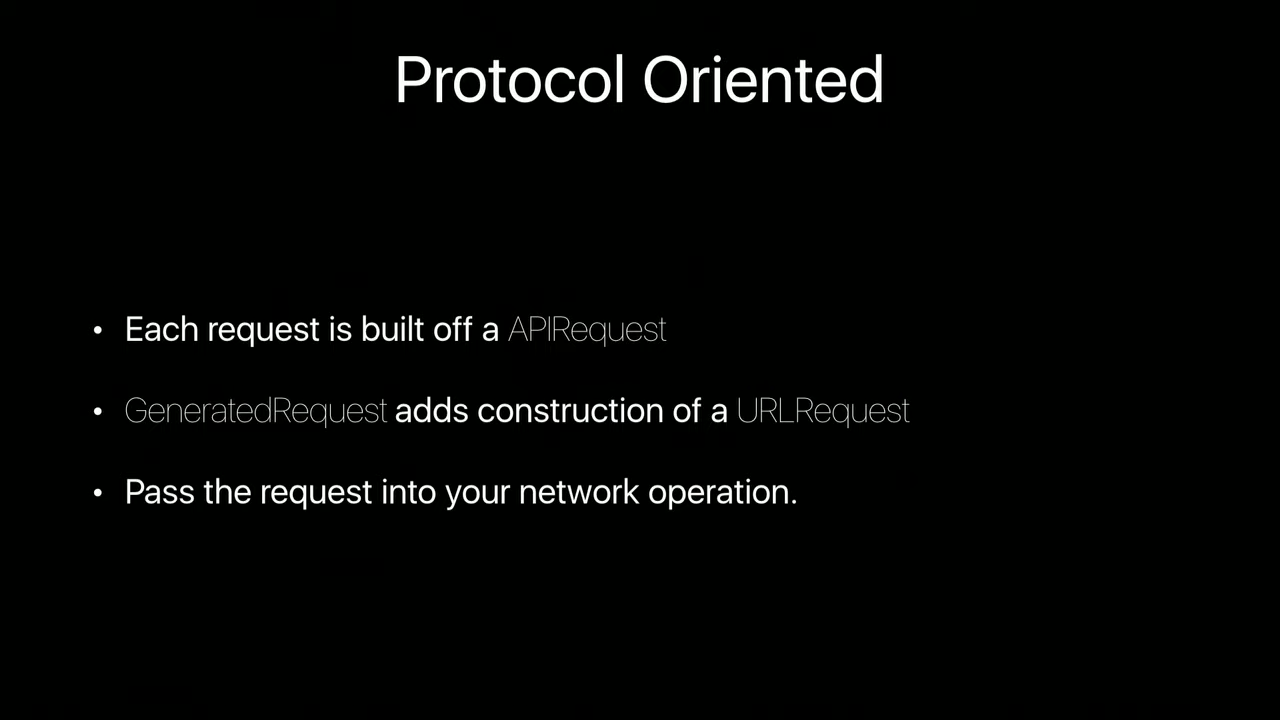 Protocol Oriented
• Each request is built off a APIRequest
• GeneratedRequest adds construction of a URLRequest
• Pass the request into your network operation.